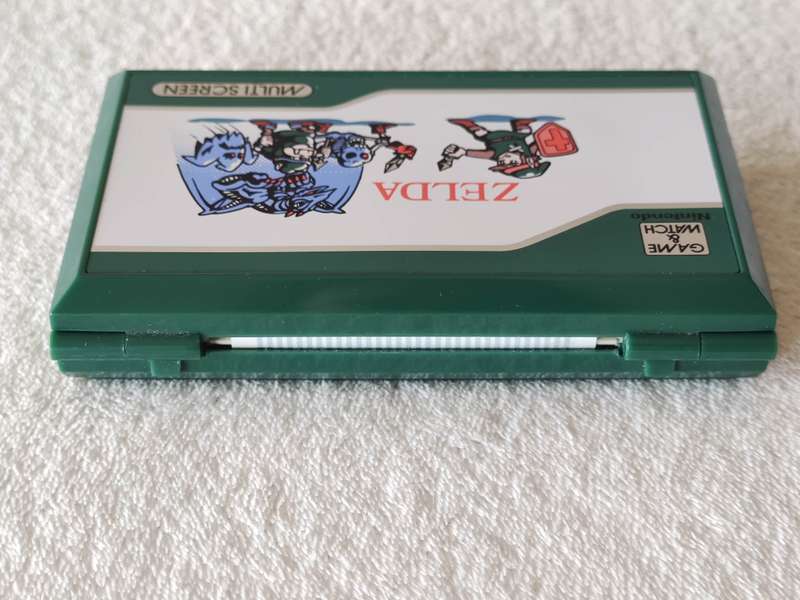 Nintendo
GAME
&
WATCH
ZELDA
MULTI SCREEN